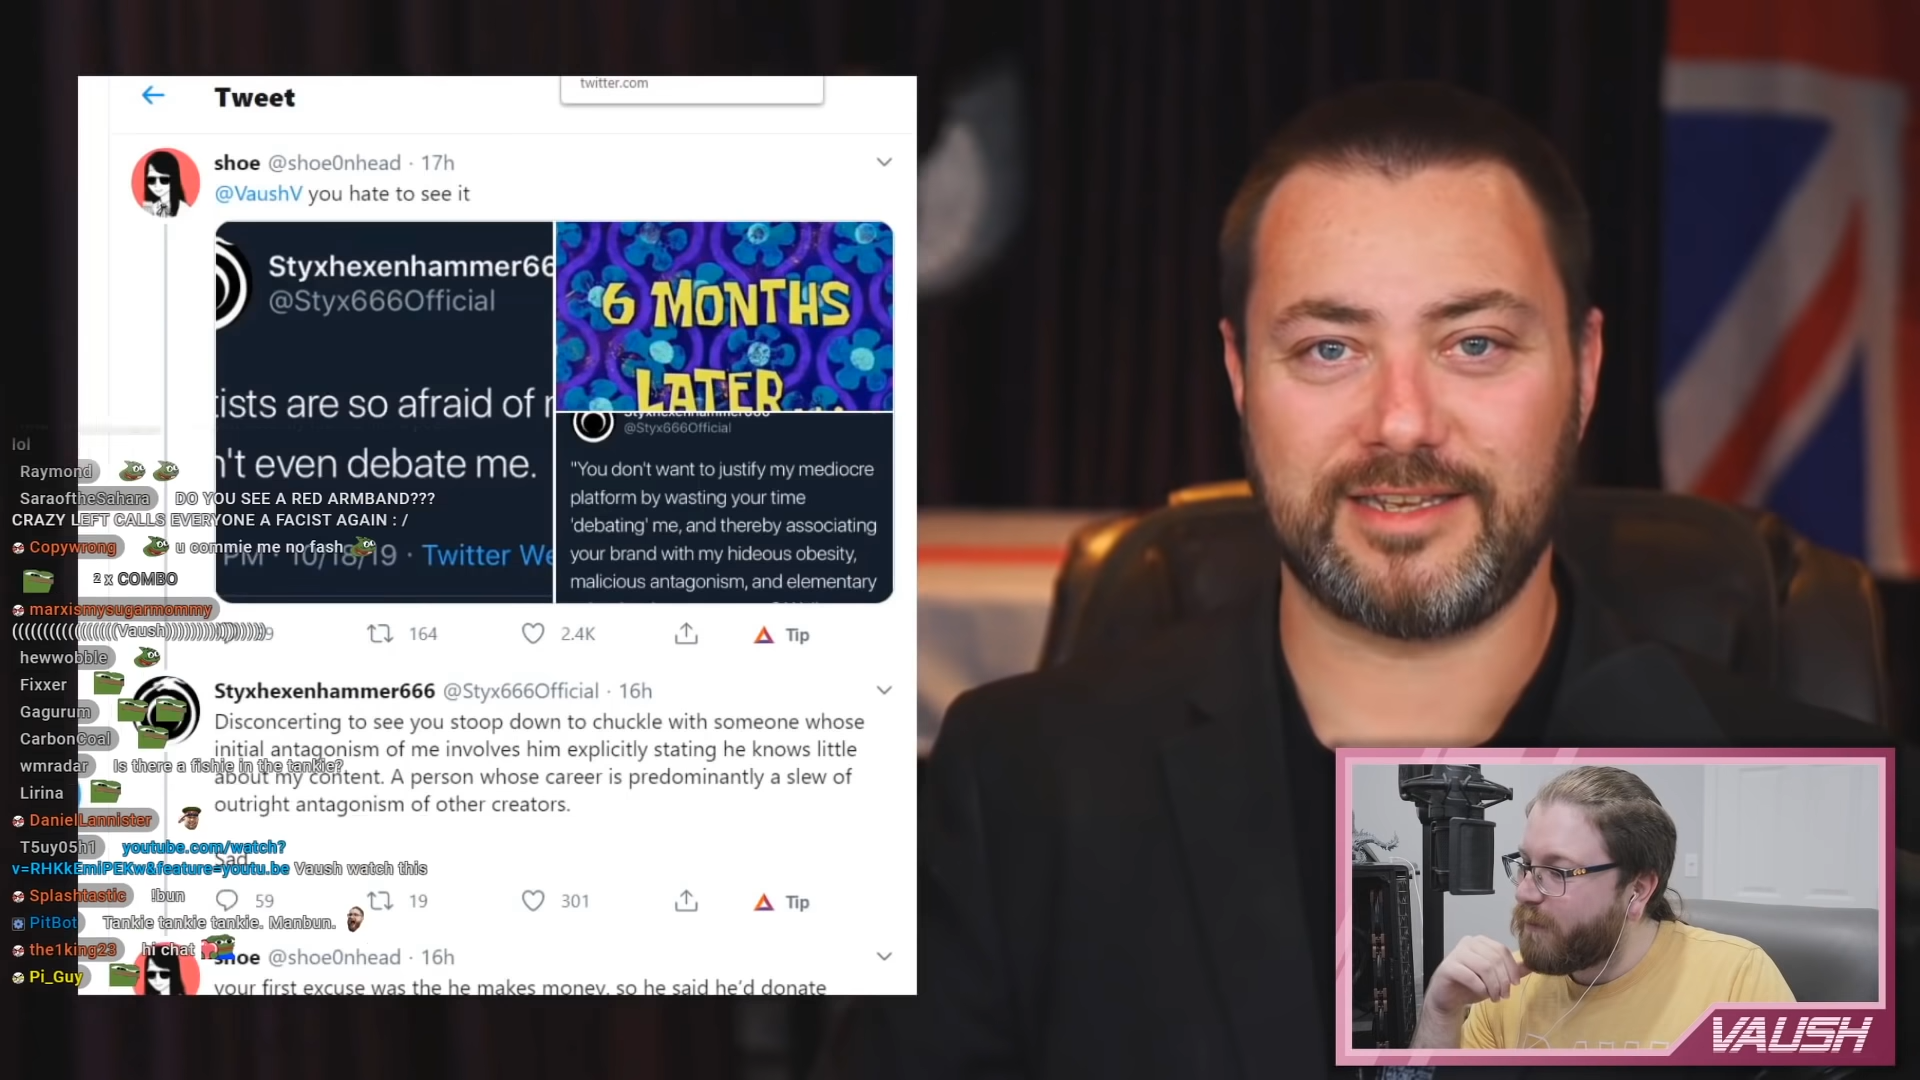 twitter.com
Tweet
shoe @shoe0nhead · 17h
@VaushV you hate to see it
Styxhexenhammer66
@Styx666Official
ists are so afraid of
n't even debate me.
PM · 10/18/19 · Twitter We
6 MONTHS
LATER...
Styxhexenhammer666
@Styx666Official
"You don't want to justify my mediocre
platform by wasting your time
'debating' me, and thereby associating
your brand with my hideous obesity,
malicious antagonism, and elementary
164
2.4K
Tip
Styxhexenhammer666 @Styx666Official · 16h
Disconcerting to see you stoop down to chuckle with someone whose
initial antagonism of me involves him explicitly stating he knows little
about my content. A person whose career is predominantly a slew of
outright antagonism of other creators.
Sad.
59
19
301
Tip
shoe @shoe0nhead · 16h
your first excuse was the he makes money, so he said he'd donate
lol
Raymond
SaraoftheSahara DO YOU SEE A RED ARMBAND???
CRAZY LEFT CALLS EVERYONE A FACIST AGAIN : /
Copywrong u commie me no fash
2 x COMBO
marxismysugarmommy
((((((((((((((((((Vaush))))))))))))))))))
hewwobble
Fixxer
Gagurum
CarbonCoal
wmradar Is there a fishie in the tankie?
Lirina
DanielLannister
T5uy05h1 youtube.com/watch?
v=RHKkEmiPEKw&feature=youtu.be Vaush watch this
Splashtastic !bun
PitBot Tankie tankie tankie. Manbun.
the1king23 hi chat
Pi_Guy
VAUSH